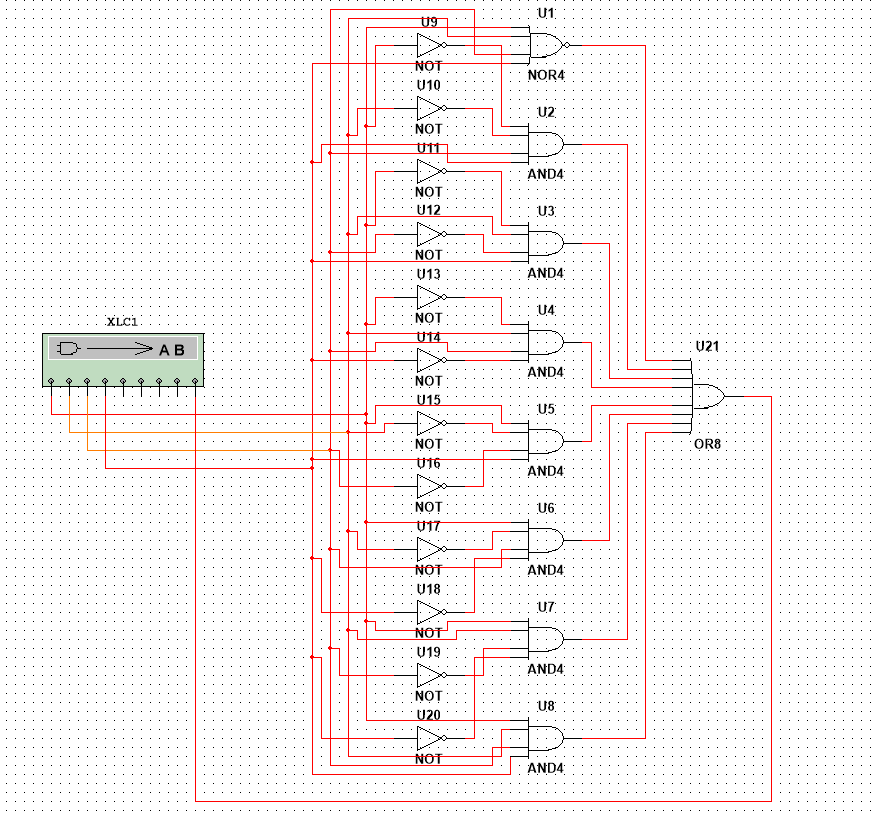 U1
U9
NOT
NOR4
U10
NOT
U2
AND4
U11
NOT
U3
U12
NOT
AND4
U13
NOT
U4
U14
NOT
AND4
XLC1
A B
U21
OR8
U15
NOT
U5
U16
NOT
AND4
U6
U17
NOT
AND4
U18
NOT
U7
U19
NOT
AND4
U8
U20
NOT
AND4